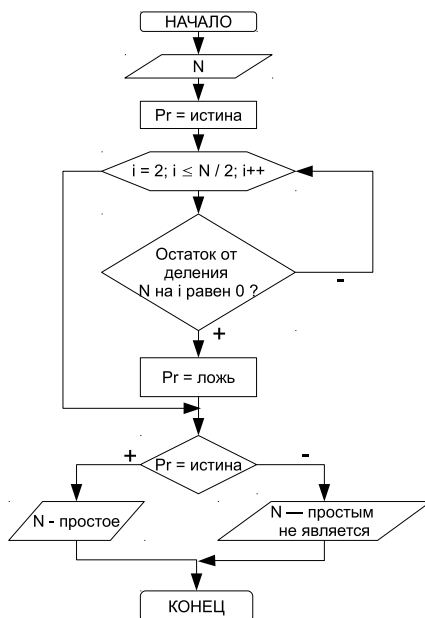 НАЧАЛО
N
Pr = истина
i = 2; i ≤ N / 2; i++
Остаток от
деления
N на i равен 0 ?
-
+
Pr = ложь
+
Pr = истина
-
N - простое
N — простым
не является
КОНЕЦ